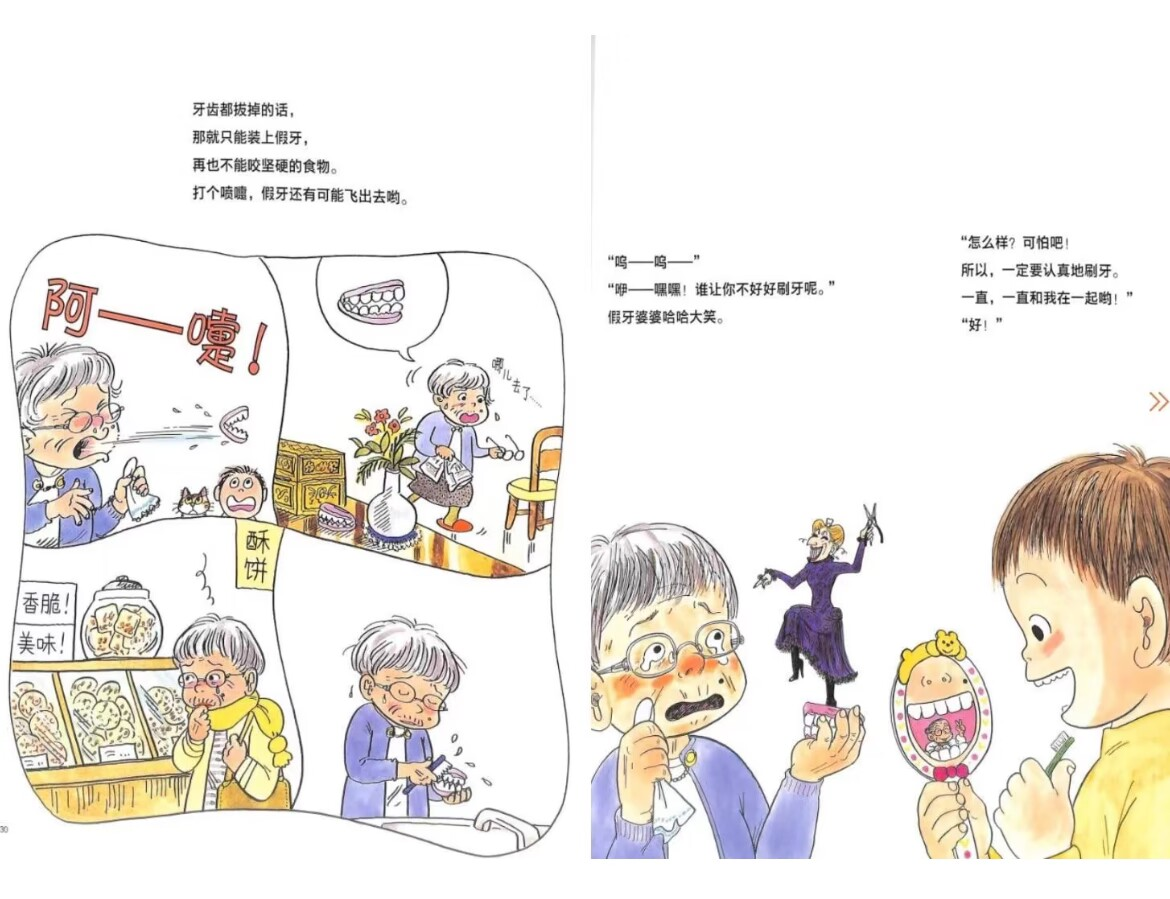 牙齿都拔掉的话，
那就只能装上假牙，
再也不能咬坚硬的食物。
打个喷嚏，假牙还有可能飞出去哟。
阿——嚏！
哪儿去了……
酥饼
香脆！
美味！
30
“呜——呜——”
“咿——嘿嘿！谁让你不好好刷牙呢。”
假牙婆婆哈哈大笑。
“怎么样？可怕吧！
所以，一定要认真地刷牙。
一直，一直和我在一起哟！”
“好！”